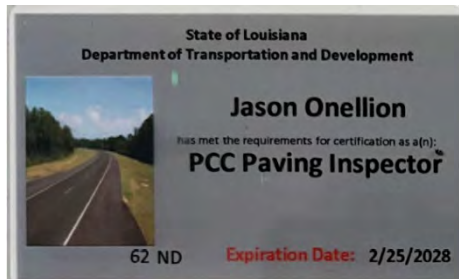 State of Louisiana
Department of Transportation and Development
Jason Onellion
has met the requirements for certification as a(n):
PCC Paving Inspector
62 ND
Expiration Date: 2/25/2028